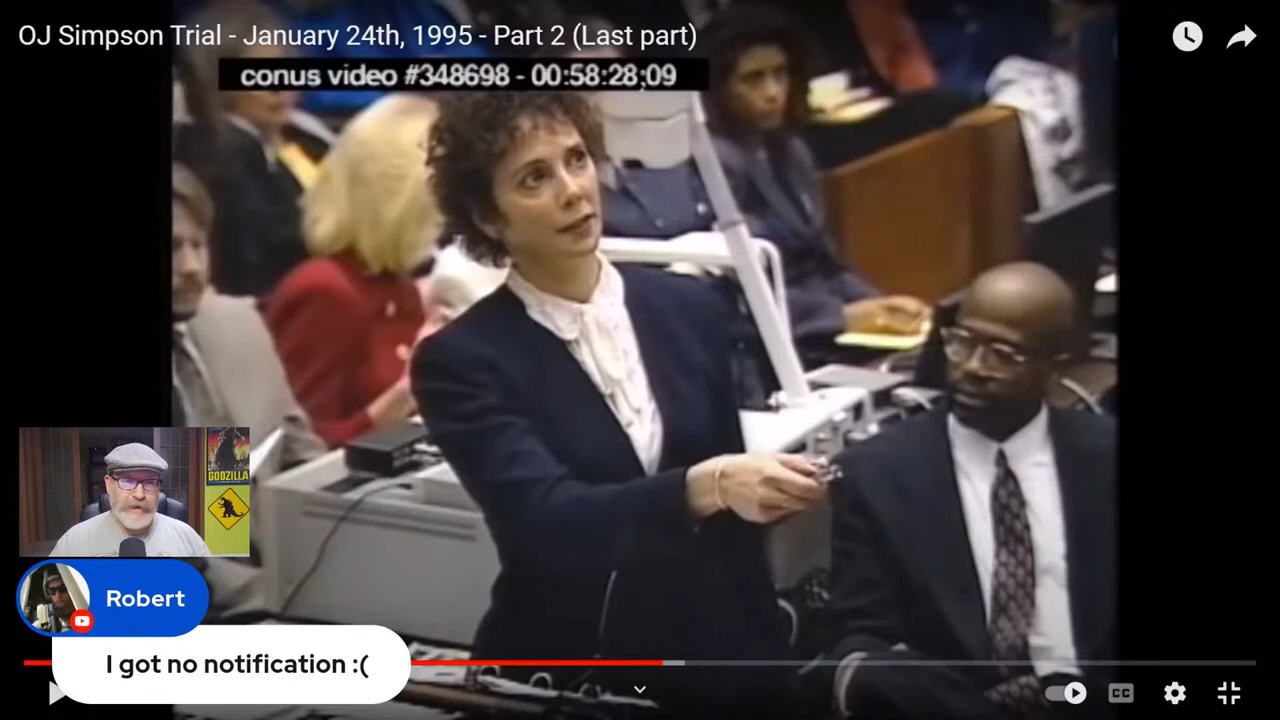 OJ Simpson Trial - January 24th, 1995 - Part 2 (Last part)
conus video #348698 - 00:58:28;09
GODZILLA
Robert
I got no notification :(
CC